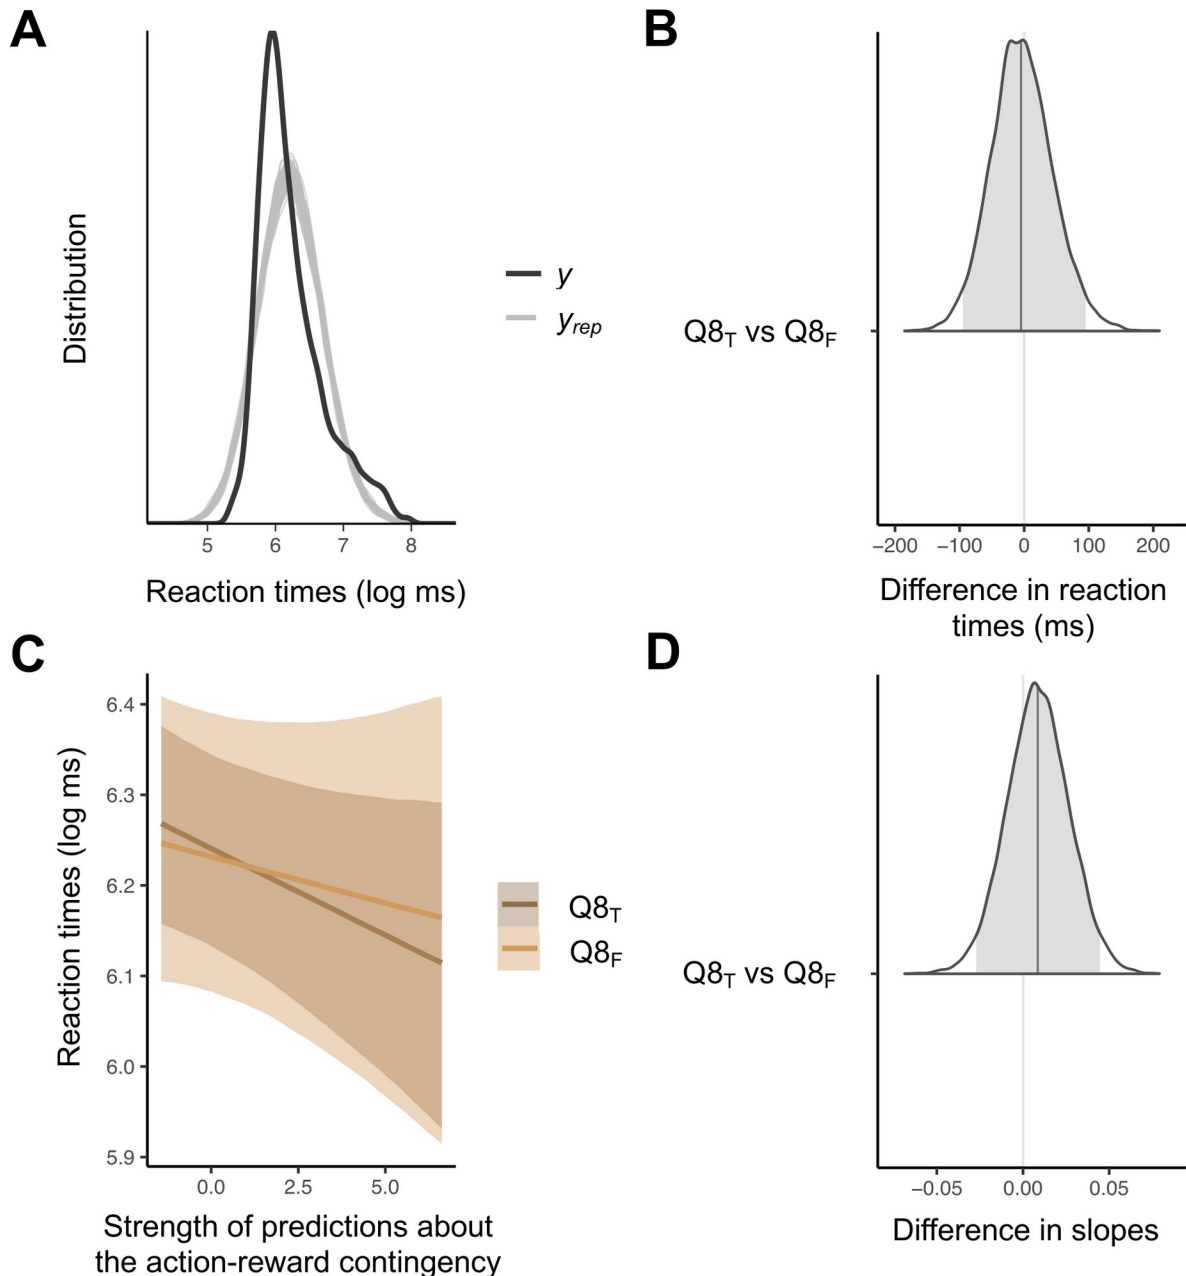 A
Distribution
y
y_rep
5 6 7 8
Reaction times (log ms)
B
Q8T vs Q8F
−200 −100 0 100 200
Difference in reaction
times (ms)
C
Reaction times (log ms)
6.4
6.3
6.2
6.1
6.0
5.9
0.0 2.5 5.0
Strength of predictions about
the action-reward contingency
Q8T
Q8F
D
Q8T vs Q8F
−0.05 0.00 0.05
Difference in slopes